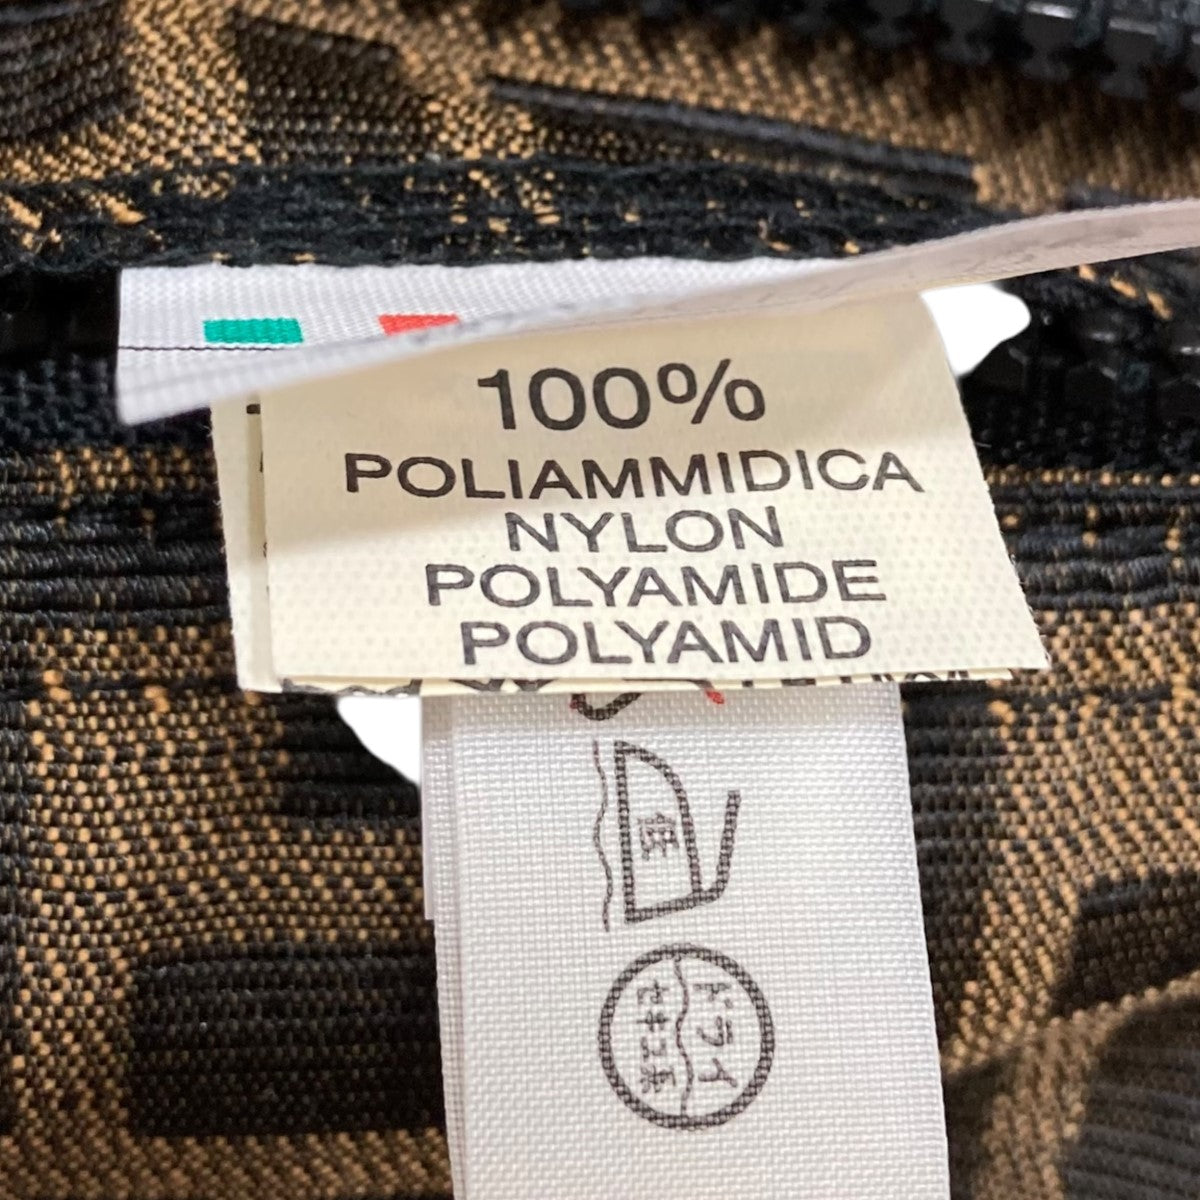 100%
POLIAMMIDICA
NYLON
POLYAMIDE
POLYAMID
低
ドライ
セキユ系